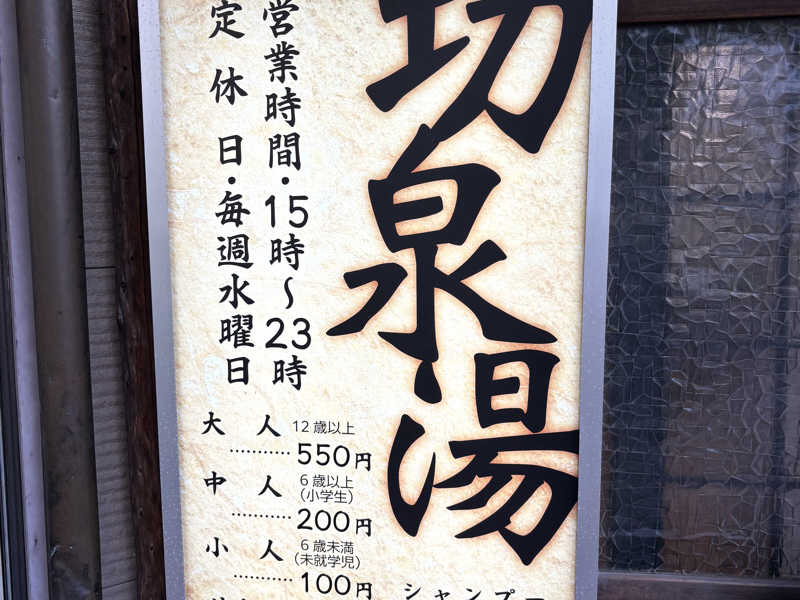 功泉湯
営業時間・15時〜23時
定休日・毎週水曜日
大人 12歳以上
………… 550円
中人 6歳以上
(小学生)
………… 200円
小人 6歳未満
(未就学児)
………… 100円
シャンプー